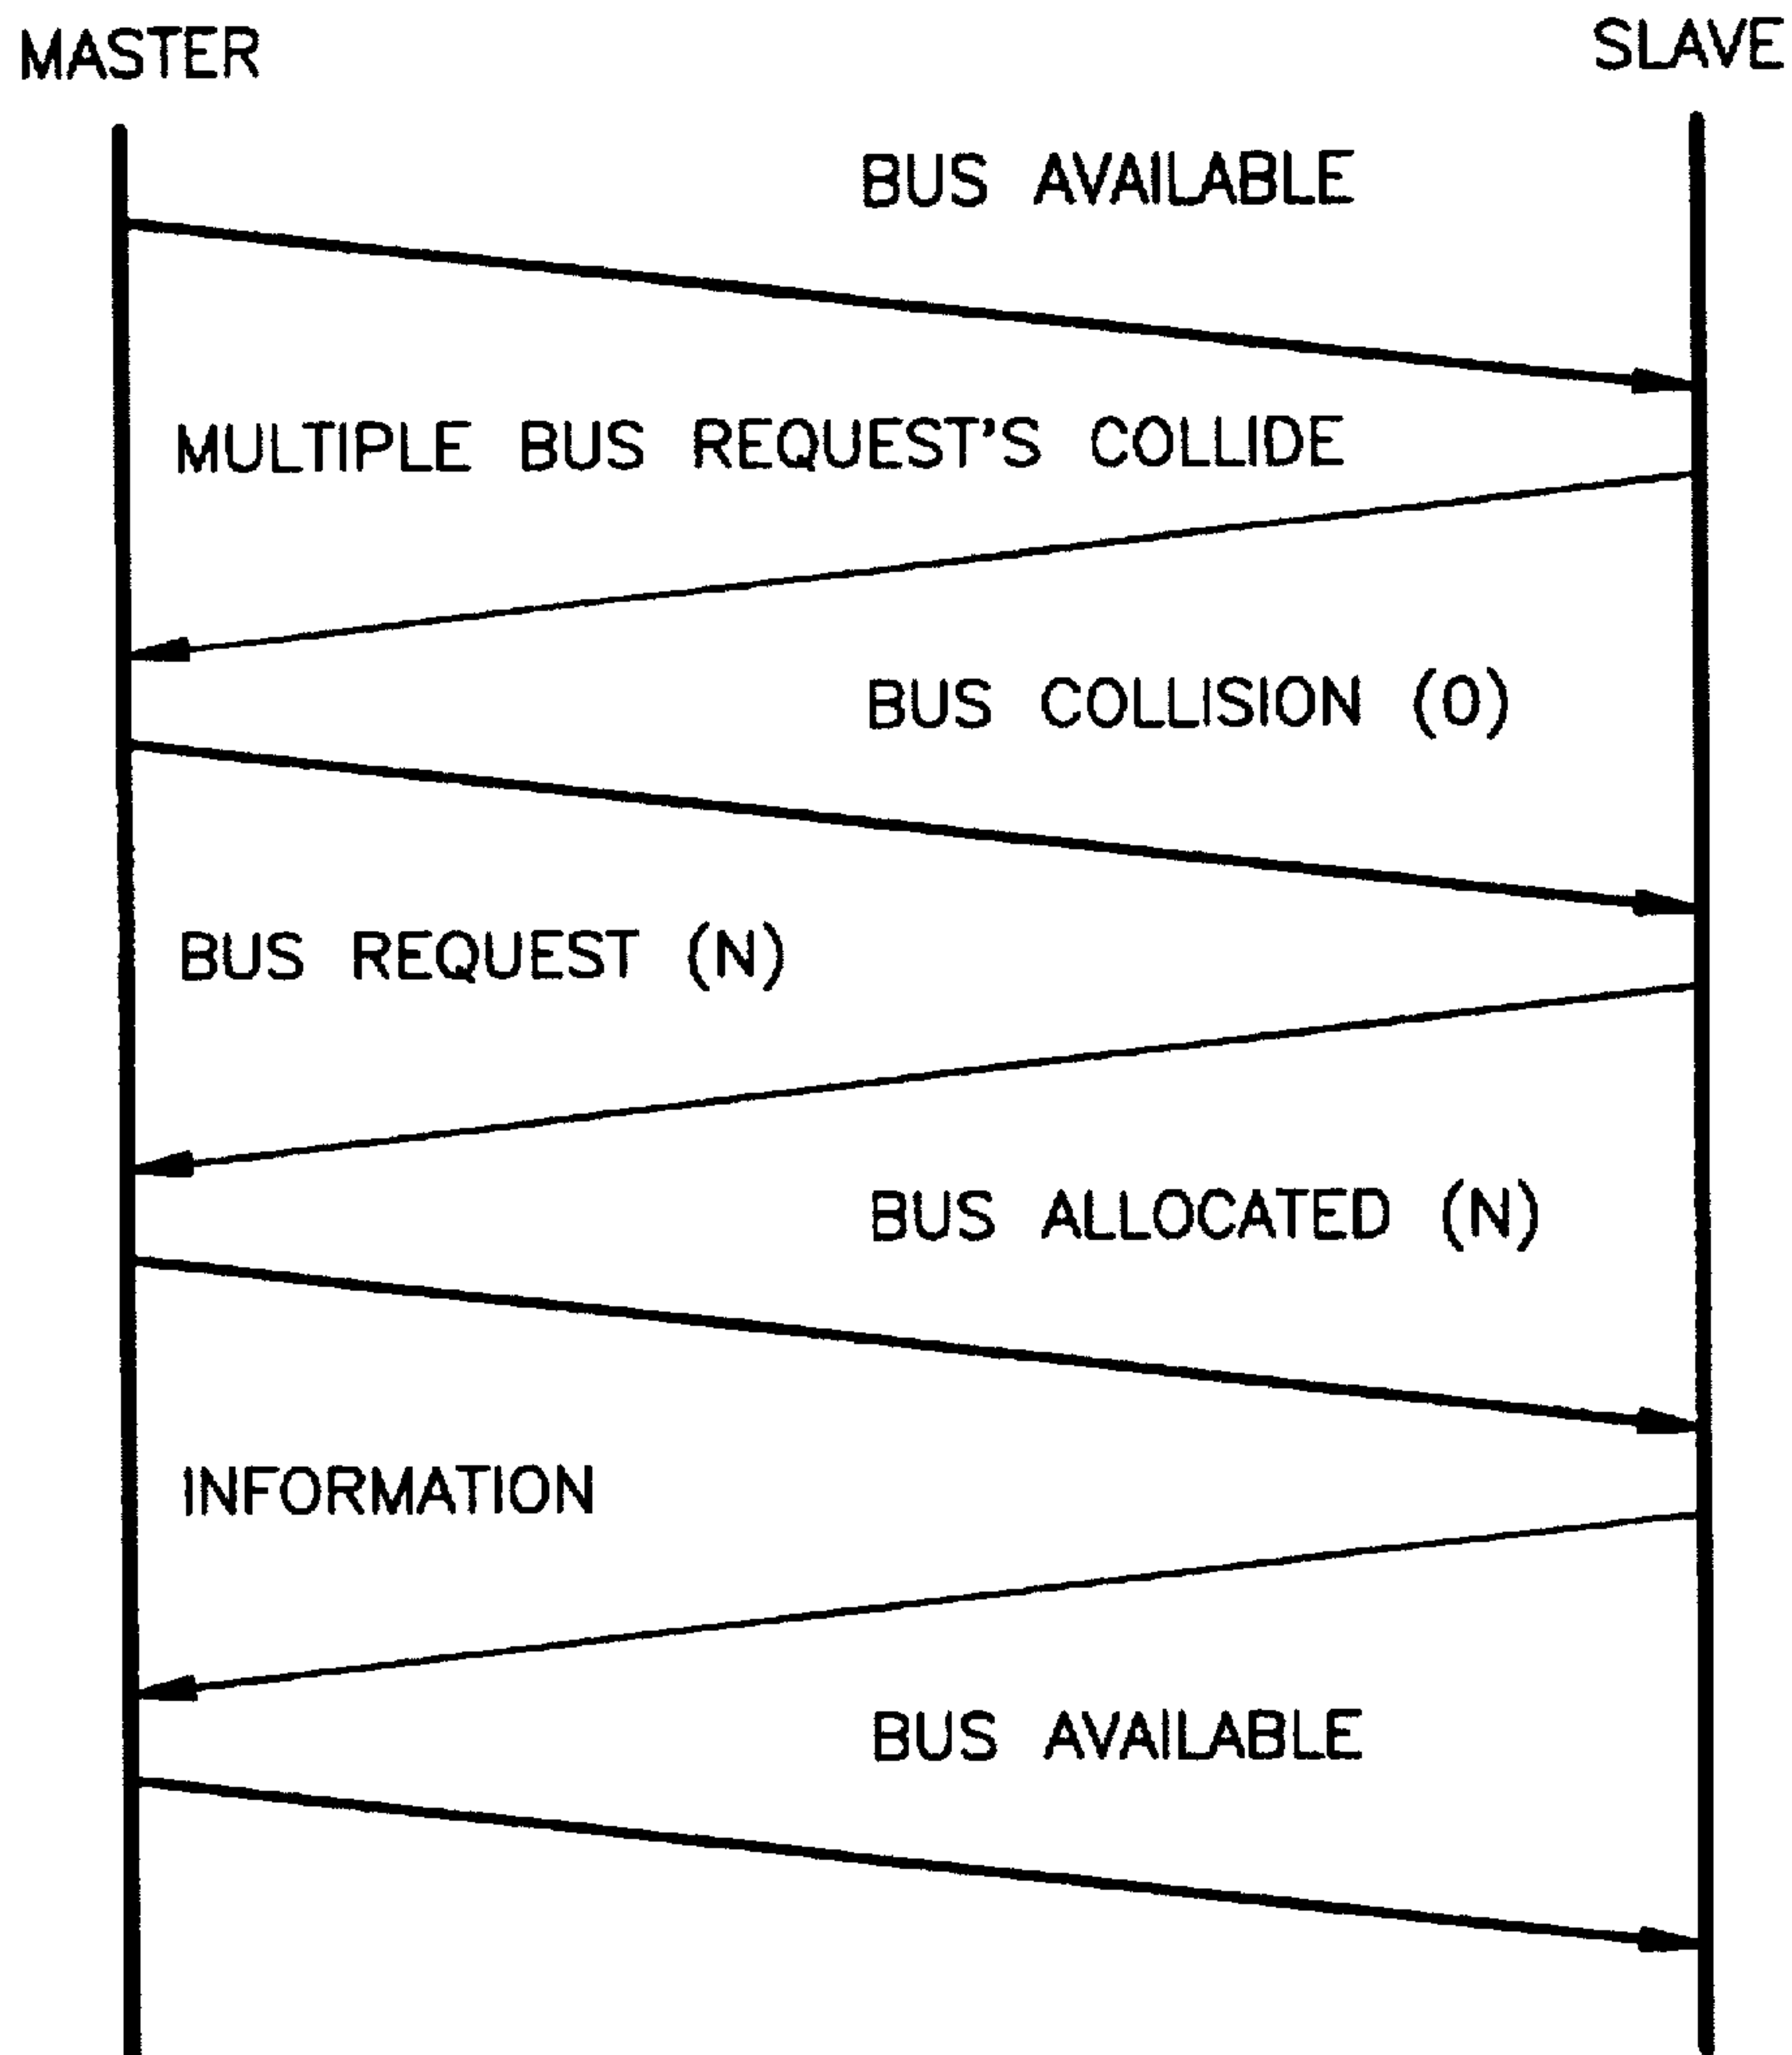 MASTER
SLAVE
BUS AVAILABLE
MULTIPLE BUS REQUEST'S COLLIDE
BUS COLLISION (0)
BUS REQUEST (N)
BUS ALLOCATED (N)
INFORMATION
BUS AVAILABLE